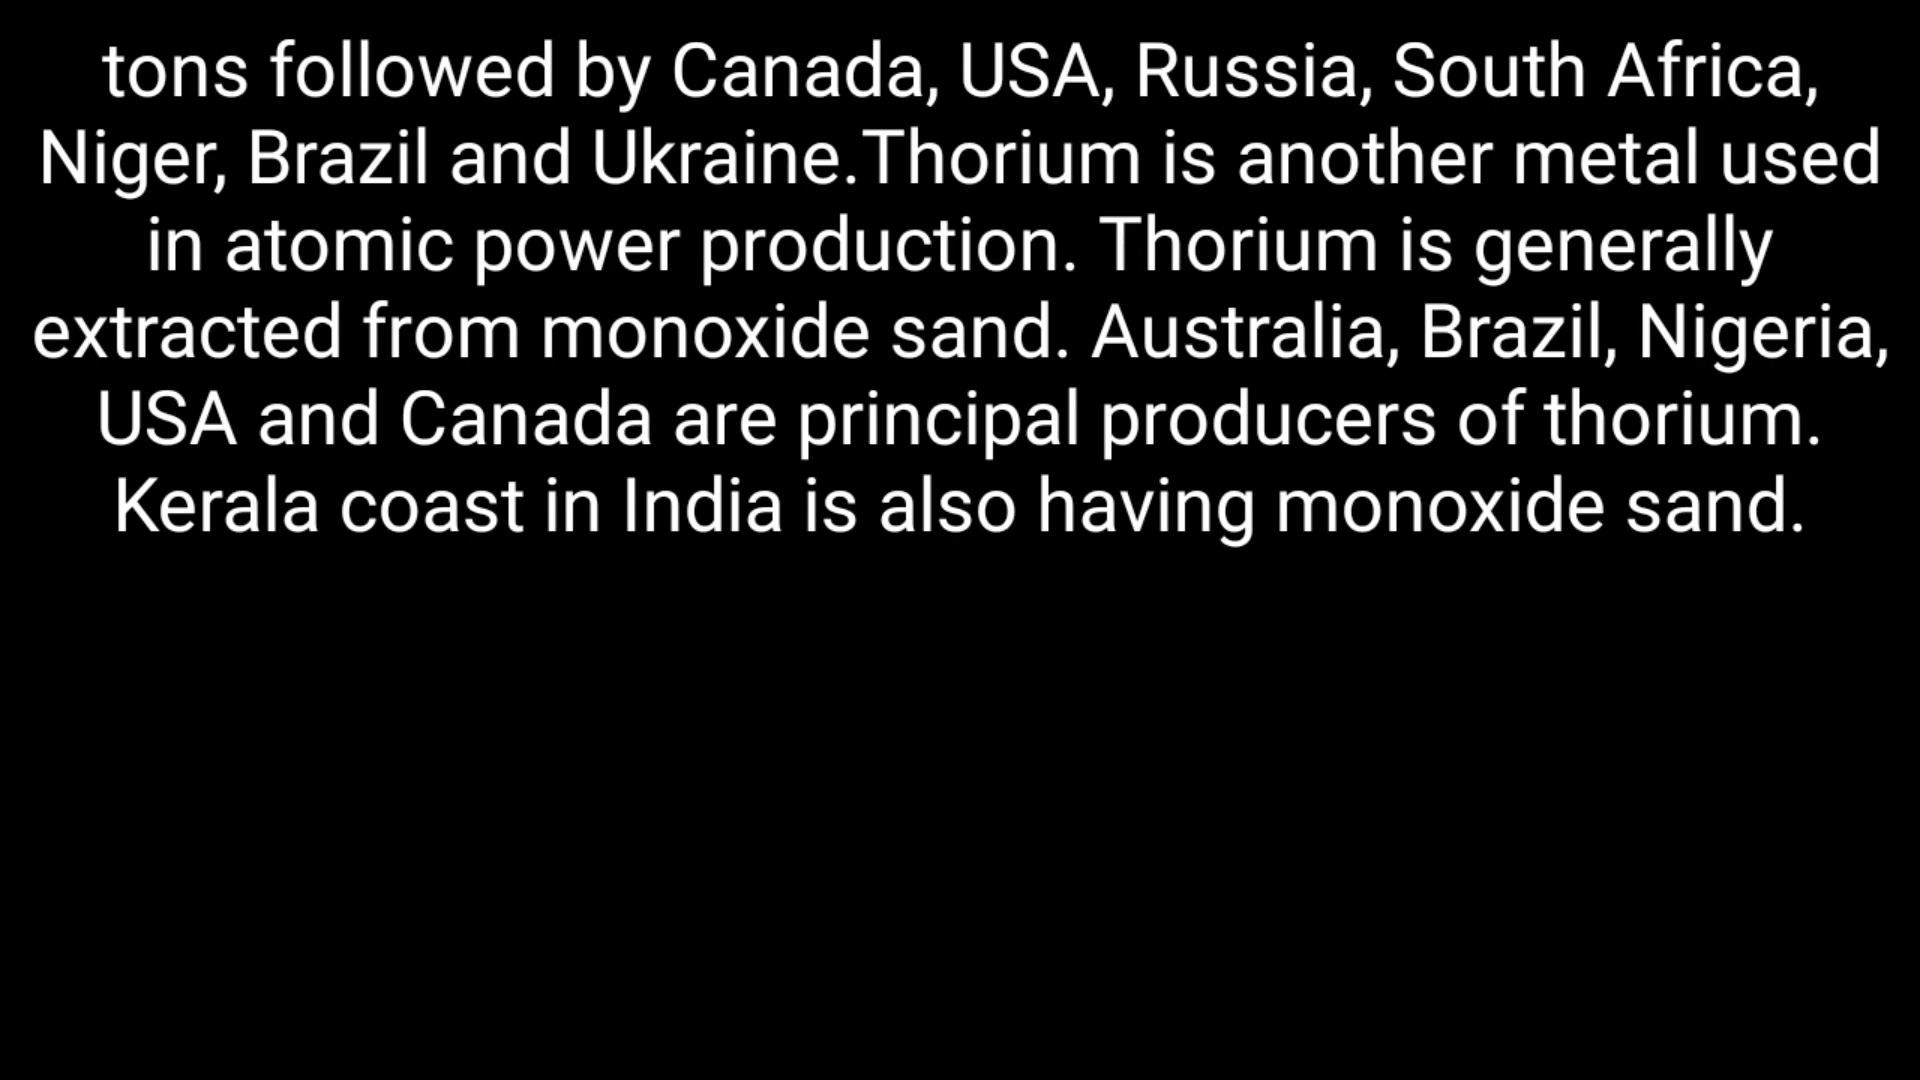 tons followed by Canada, USA, Russia, South Africa,
Niger, Brazil and Ukraine.Thorium is another metal used
in atomic power production. Thorium is generally
extracted from monoxide sand. Australia, Brazil, Nigeria,
USA and Canada are principal producers of thorium.
Kerala coast in India is also having monoxide sand.